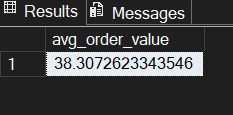 Results Messages
avg_order_value
1 38.3072623343546